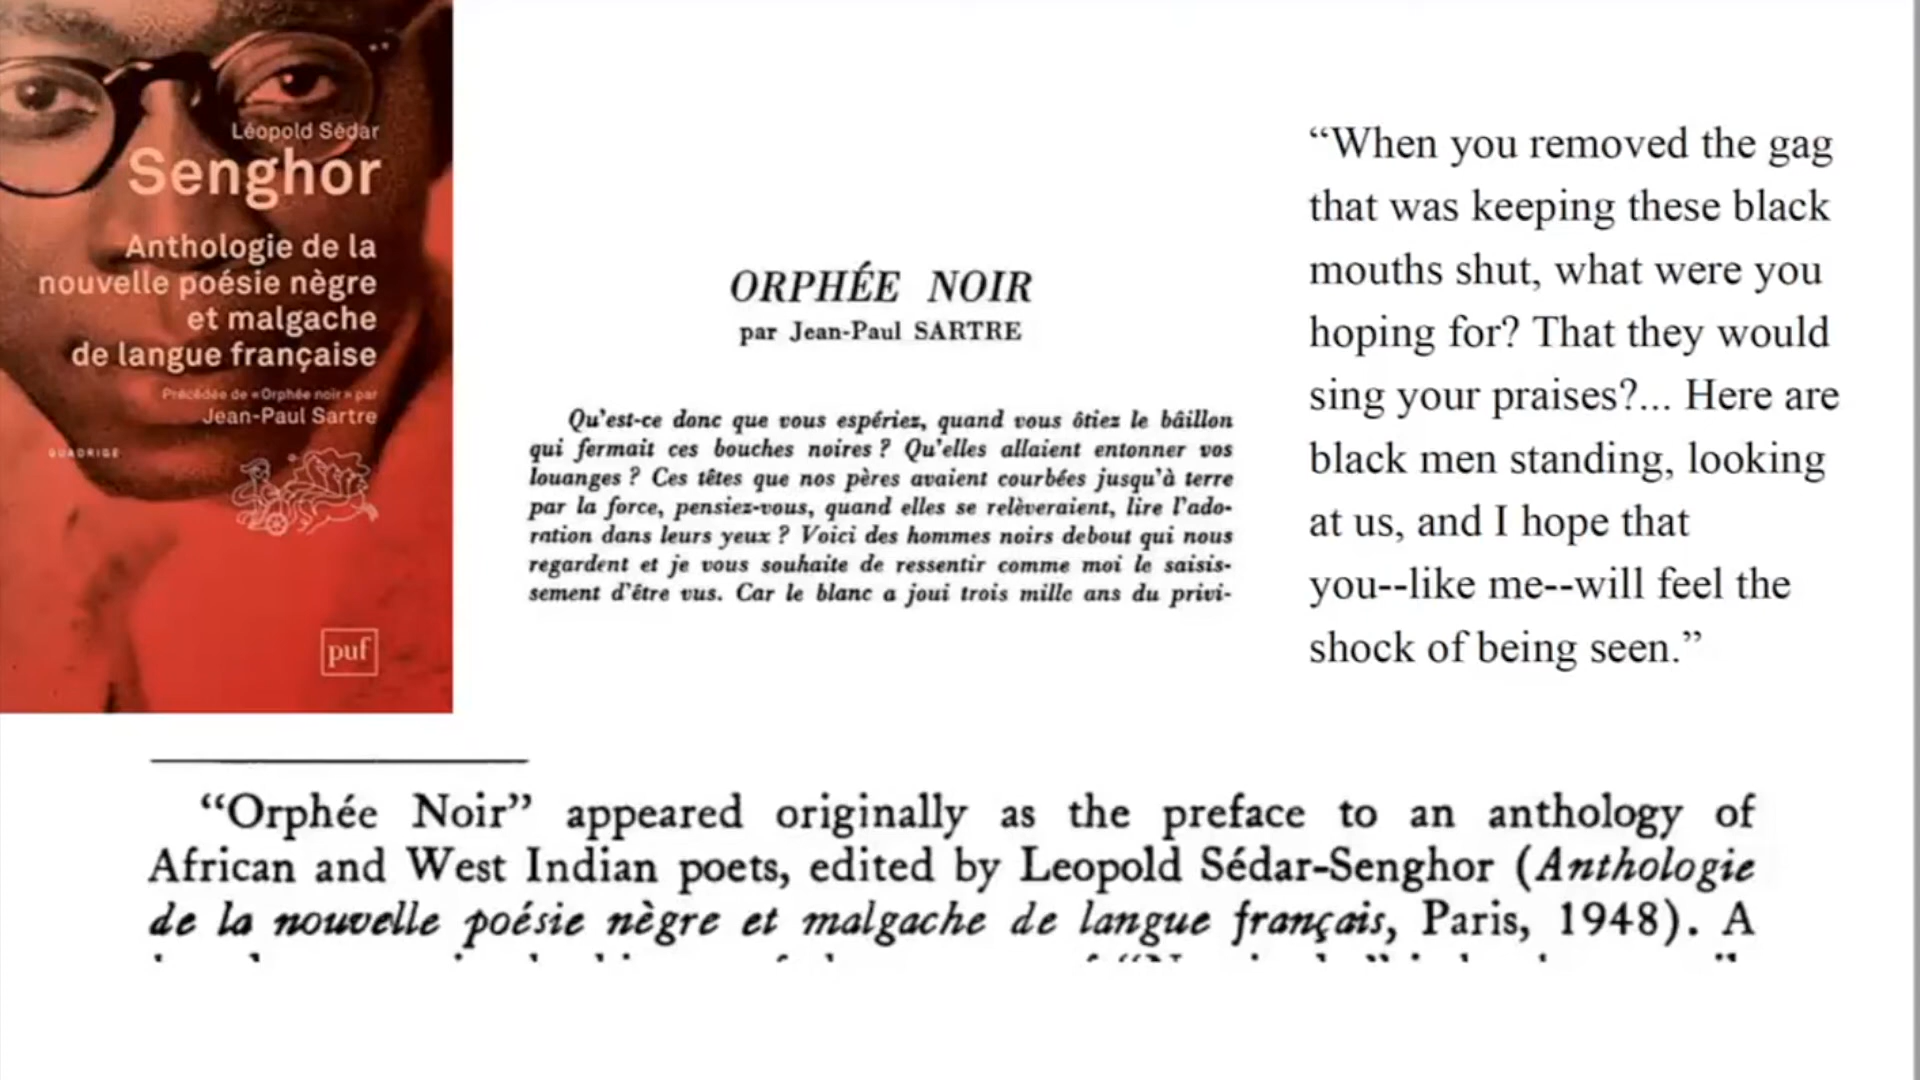 Léopold Sédar
Senghor
Anthologie de la
nouvelle poésie nègre
et malgache
de langue française
Précédée de «Orphée noir» par
Jean-Paul Sartre
QUADRIGE
puf
ORPHÉE NOIR
par Jean-Paul SARTRE
Qu'est-ce donc que vous espériez, quand vous ôtiez le bâillon
qui fermait ces bouches noires ? Qu'elles allaient entonner vos
louanges ? Ces têtes que nos pères avaient courbées jusqu'à terre
par la force, pensiez-vous, quand elles se relèveraient, lire l'ado-
ration dans leurs yeux ? Voici des hommes noirs debout qui nous
regardent et je vous souhaite de ressentir comme moi le saisis-
sement d'être vus. Car le blanc a joui trois mille ans du privi-
“When you removed the gag
that was keeping these black
mouths shut, what were you
hoping for? That they would
sing your praises?... Here are
black men standing, looking
at us, and I hope that
you--like me--will feel the
shock of being seen.”
“Orphée Noir” appeared originally as the preface to an anthology of
African and West Indian poets, edited by Leopold Sédar-Senghor (Anthologie
de la nouvelle poésie nègre et malgache de langue français, Paris, 1948). A